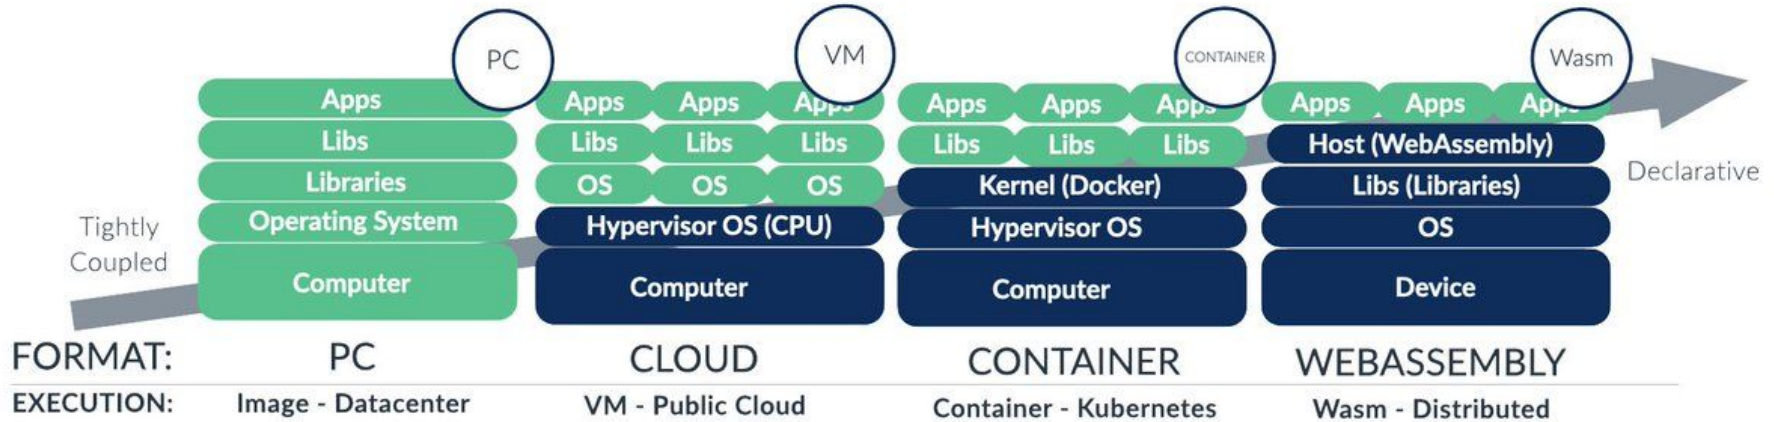 PC
VM
CONTAINER
Wasm
Apps
Libs
Libraries
Operating System
Computer
Apps Apps Apps
Libs Libs Libs
OS OS OS
Hypervisor OS (CPU)
Computer
Apps Apps Apps
Libs Libs Libs
Kernel (Docker)
Hypervisor OS
Computer
Apps Apps Apps
Host (WebAssembly)
Libs (Libraries)
OS
Device
Tightly
Coupled
Declarative
FORMAT: PC CLOUD CONTAINER WEBASSEMBLY
EXECUTION: Image - Datacenter VM - Public Cloud Container - Kubernetes Wasm - Distributed